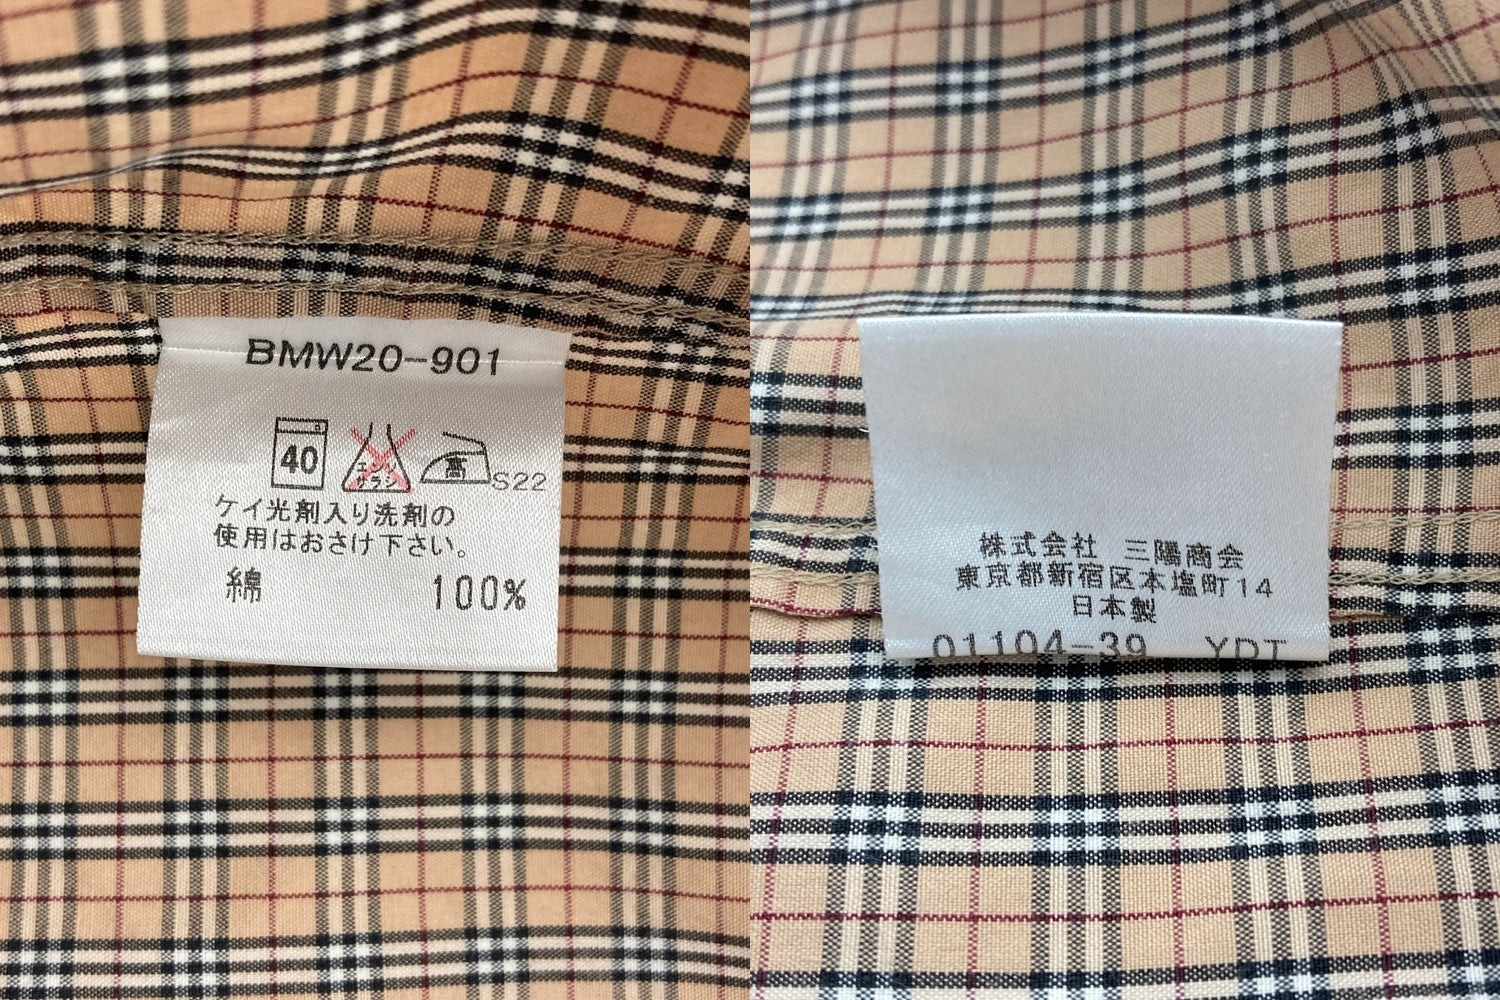 BMW20-901
40
エンソ
サラシ
高
S22
ケイ光剤入り洗剤の
使用はおさけ下さい。
綿 100%
株式会社 三陽商会
東京都新宿区本塩町14
日本製
01104-39 YDT